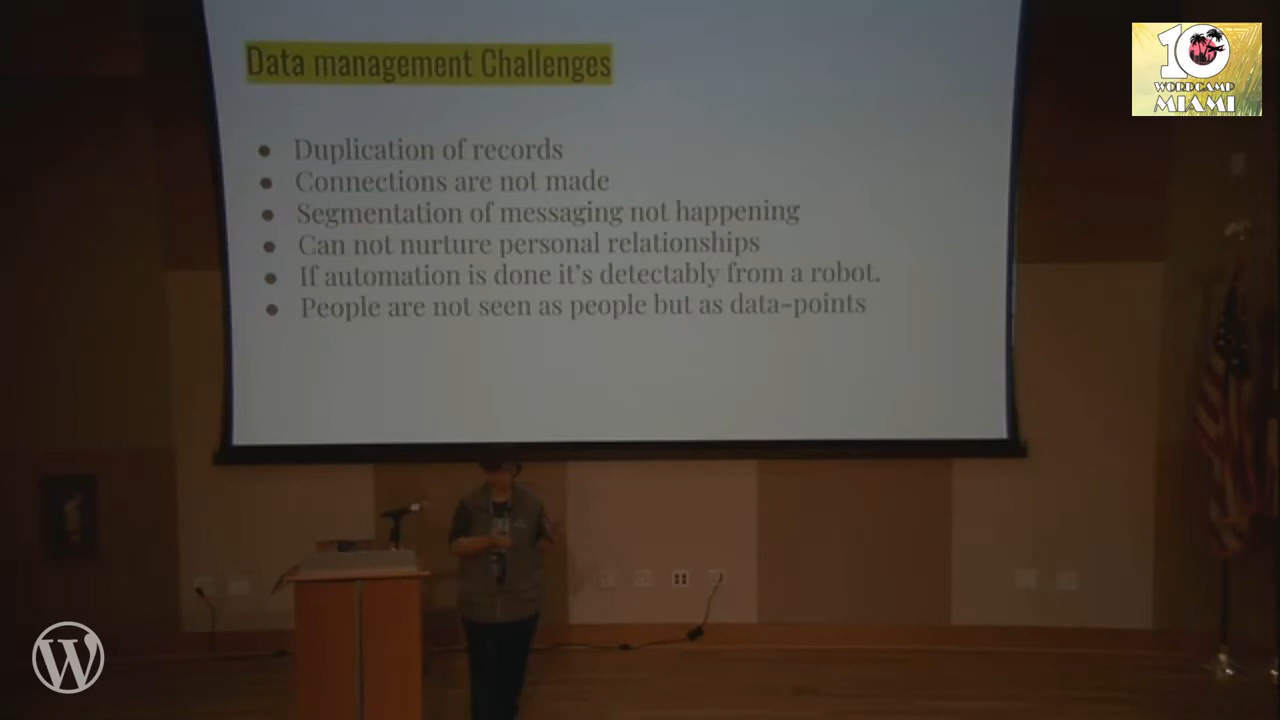 Data management Challenges
● Duplication of records
● Connections are not made
● Segmentation of messaging not happening
● Can not nurture personal relationships
● If automation is done it's detectably from a robot.
● People are not seen as people but as data-points
10
WORDCAMP
MIAMI
W